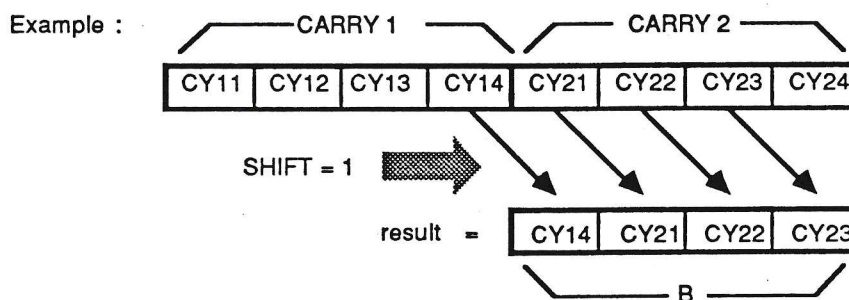 Example : CARRY 1 CARRY 2
CY11 CY12 CY13 CY14 CY21 CY22 CY23 CY24
SHIFT = 1
result = CY14 CY21 CY22 CY23
B